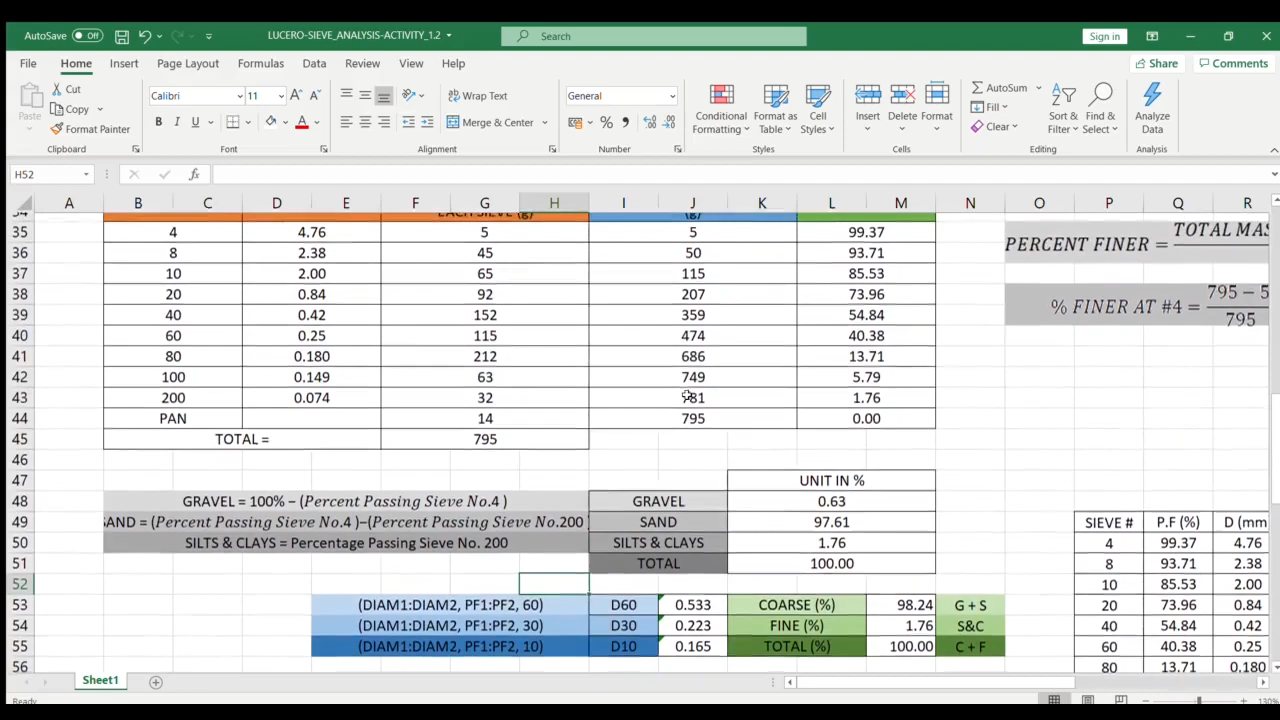 AutoSave Off LUCERO-SIEVE_ANALYSIS-ACTIVITY_1.2 Search Sign in
File Home Insert Page Layout Formulas Data Review View Help Share Comments
Paste Cut Copy Format Painter Calibri 11 B I U Wrap Text Merge & Center General Conditional Formatting Format as Table Cell Styles Insert Delete Format AutoSum Fill Clear Sort & Filter Find & Select Analyze Data
Clipboard Font Alignment Number Styles Cells Editing Analysis
H52 fx
A B C D E F G H I J K L M N O P Q R
34 EACH SIEVE (g) (g)
35 4 4.76 5 5 99.37 PERCENT FINER = TOTAL MAS
36 8 2.38 45 50 93.71
37 10 2.00 65 115 85.53
38 20 0.84 92 207 73.96 % FINER AT #4 = 795 − 5 795
39 40 0.42 152 359 54.84
40 60 0.25 115 474 40.38
41 80 0.180 212 686 13.71
42 100 0.149 63 749 5.79
43 200 0.074 32 781 1.76
44 PAN 14 795 0.00
45 TOTAL = 795
46
47 UNIT IN %
48 GRAVEL = 100% − (Percent Passing Sieve No.4 ) GRAVEL 0.63
49 SAND = (Percent Passing Sieve No.4 )−(Percent Passing Sieve No.200 SAND 97.61 SIEVE # P.F (%) D (mm
50 SILTS & CLAYS = Percentage Passing Sieve No. 200 SILTS & CLAYS 1.76 4 99.37 4.76
51 TOTAL 100.00 8 93.71 2.38
52 10 85.53 2.00
53 (DIAM1:DIAM2, PF1:PF2, 60) D60 0.533 COARSE (%) 98.24 G + S 20 73.96 0.84
54 (DIAM1:DIAM2, PF1:PF2, 30) D30 0.223 FINE (%) 1.76 S&C 40 54.84 0.42
55 (DIAM1:DIAM2, PF1:PF2, 10) D10 0.165 TOTAL (%) 100.00 C + F 60 40.38 0.25
56 80 13.71 0.180
Sheet1
Ready 130%